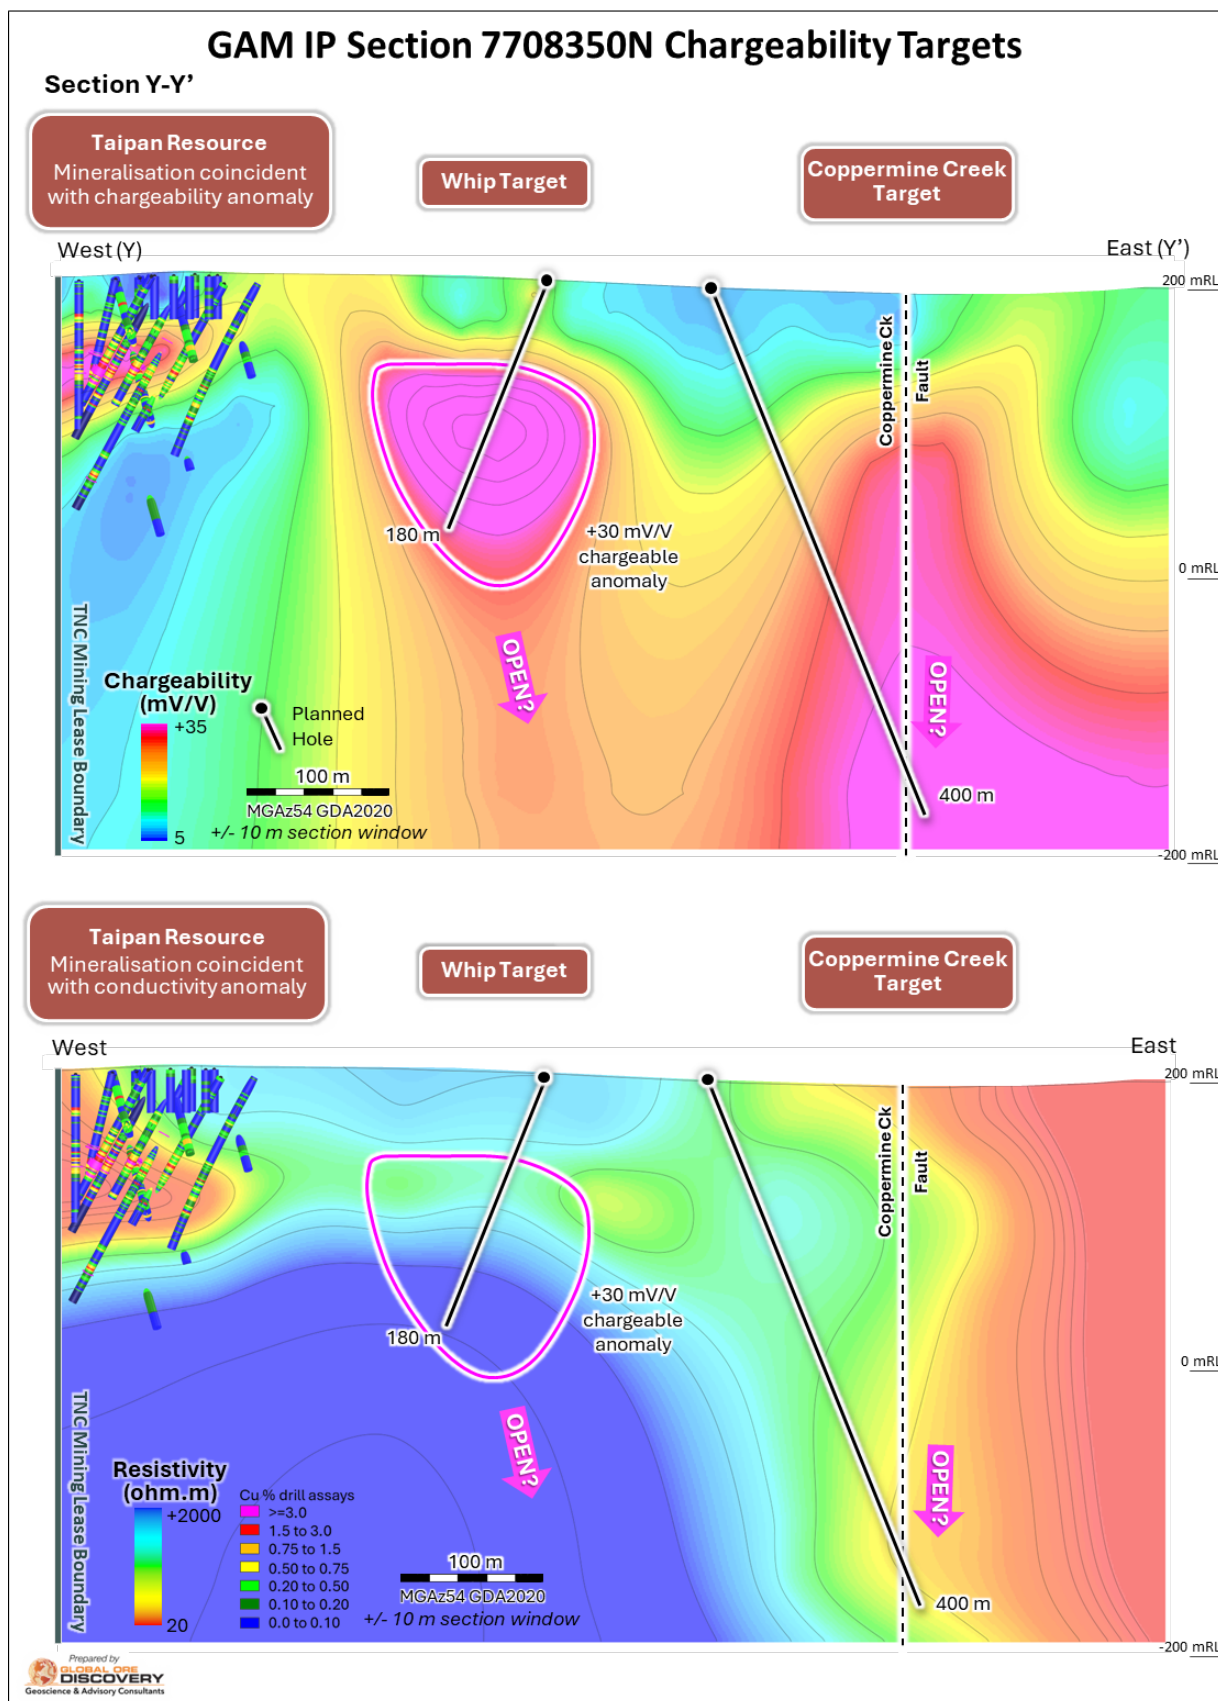 GAM IP Section 7708350N Chargeability Targets
Section Y-Y’
Taipan Resource
Mineralisation coincident
with chargeability anomaly
Whip Target
Coppermine Creek
Target
West (Y)
East (Y’)
200 mRL
Coppermine Ck
Fault
180 m
+30 mV/V
chargeable
anomaly
0 mRL
TNC Mining Lease Boundary
OPEN?
OPEN?
Chargeability
(mV/V)
+35
5
Planned
Hole
100 m
MGAz54 GDA2020
+/- 10 m section window
400 m
-200 mRL
Taipan Resource
Mineralisation coincident
with conductivity anomaly
Whip Target
Coppermine Creek
Target
West
East
200 mRL
Coppermine Ck
Fault
+30 mV/V
chargeable
anomaly
180 m
0 mRL
TNC Mining Lease Boundary
OPEN?
OPEN?
Resistivity
(ohm.m)
+2000
20
Cu % drill assays
>=3.0
1.5 to 3.0
0.75 to 1.5
0.50 to 0.75
0.20 to 0.50
0.10 to 0.20
0.0 to 0.10
100 m
MGAz54 GDA2020
+/- 10 m section window
400 m
-200 mRL
Prepared by
GLOBAL ORE
DISCOVERY
Geoscience & Advisory Consultants